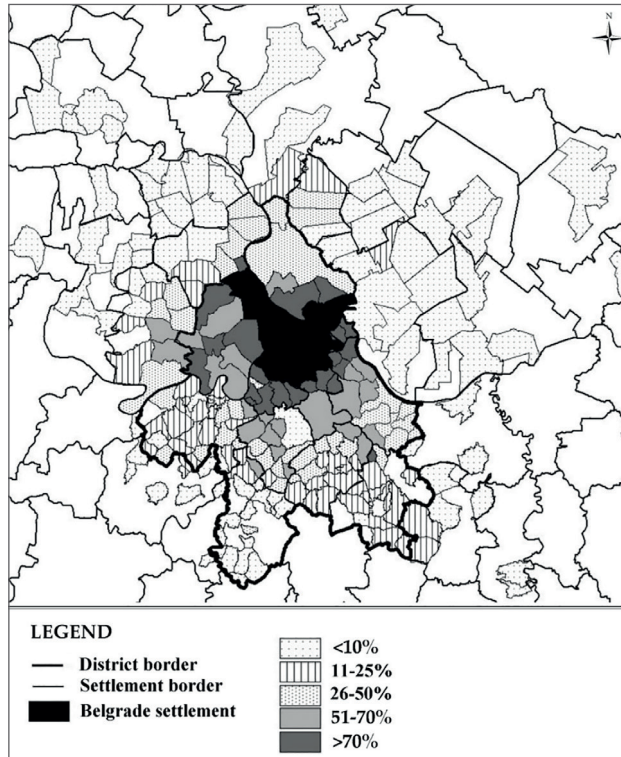 N
LEGEND
District border
Settlement border
Belgrade settlement
<10%
11-25%
26-50%
51-70%
>70%